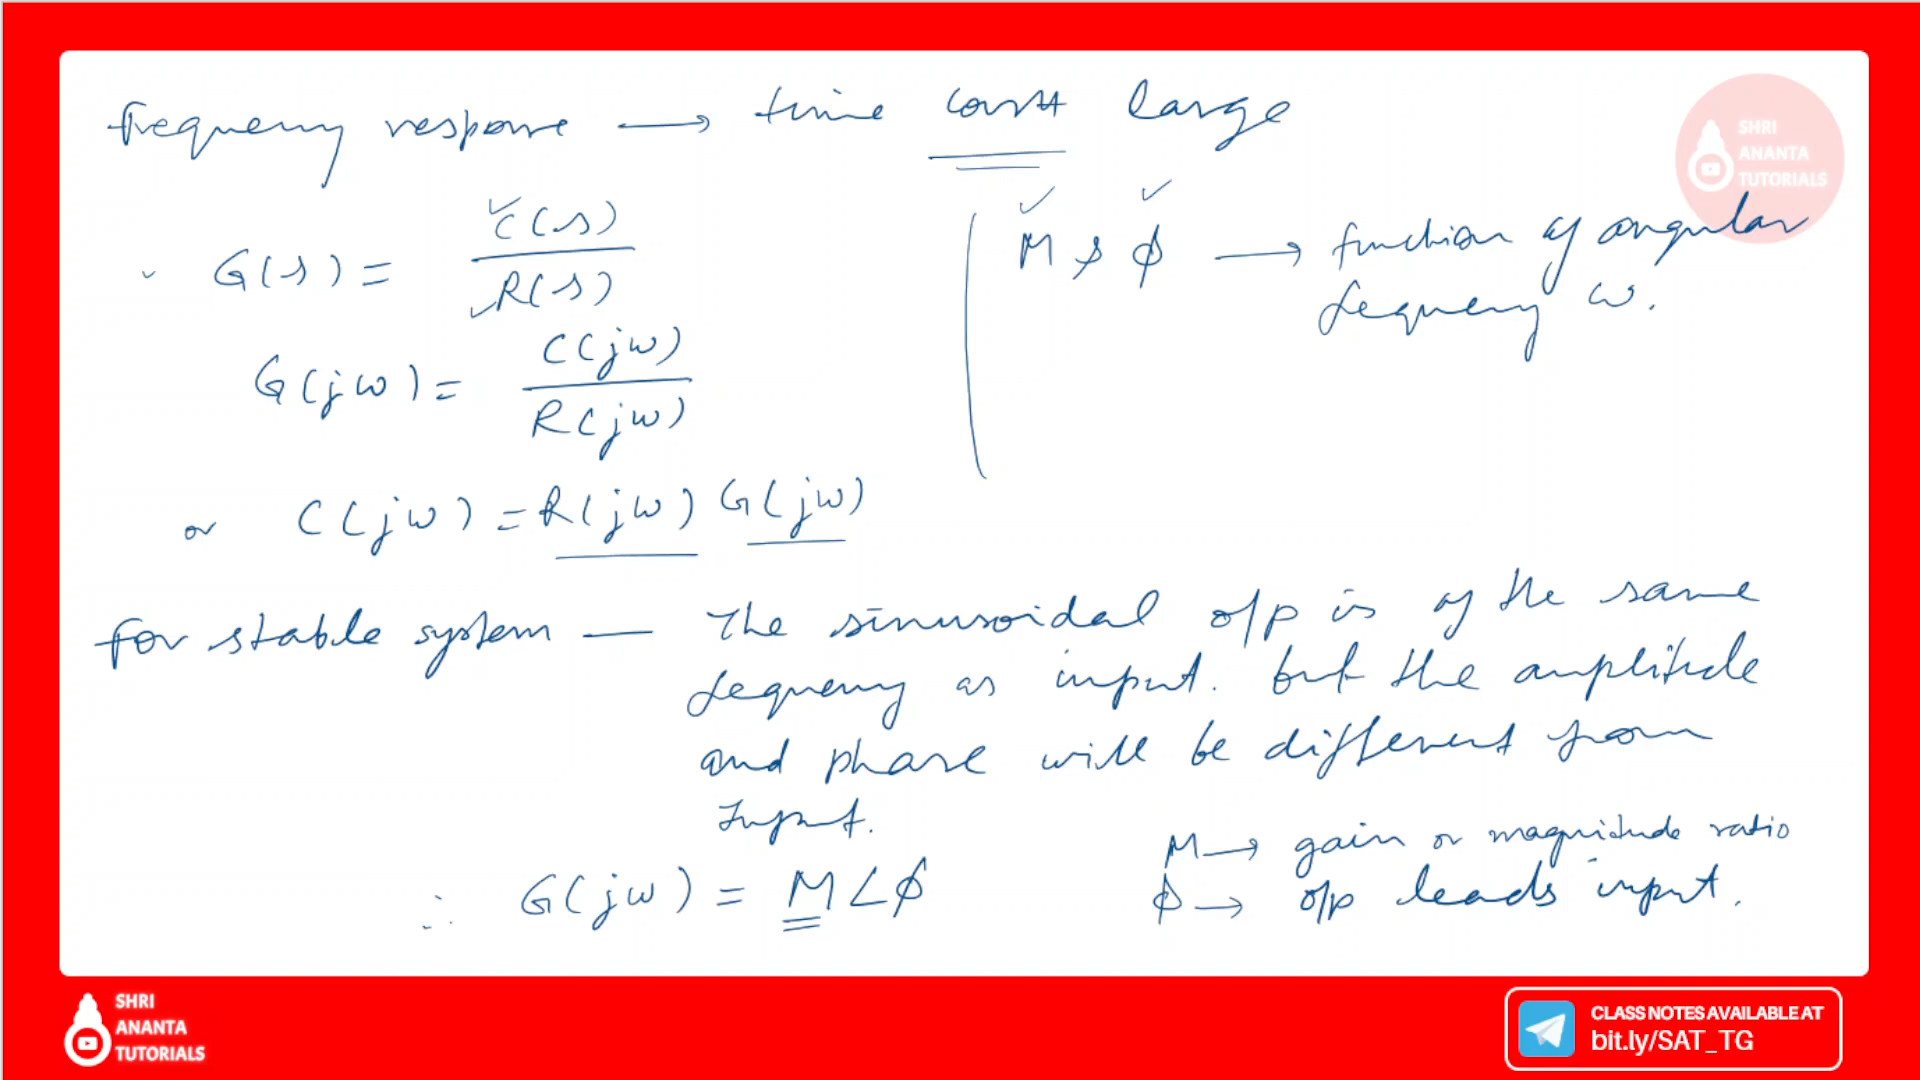 frequency response → time const large
G(s) = C(s) / R(s)
M & ϕ → function of angular
frequency ω.
G(jω) = C(jω) / R(jω)
or C(jω) = R(jω) G(jω)
For stable system — The sinusoidal o/p is of the same
frequency as input. but the amplitude
and phase will be different from
Input.
∴ G(jω) = M∠ϕ
M → gain or magnitude ratio
ϕ → o/p leads input.
SHRI
ANANTA
TUTORIALS
SHRI
ANANTA
TUTORIALS
CLASS NOTES AVAILABLE AT
bit.ly/SAT_TG